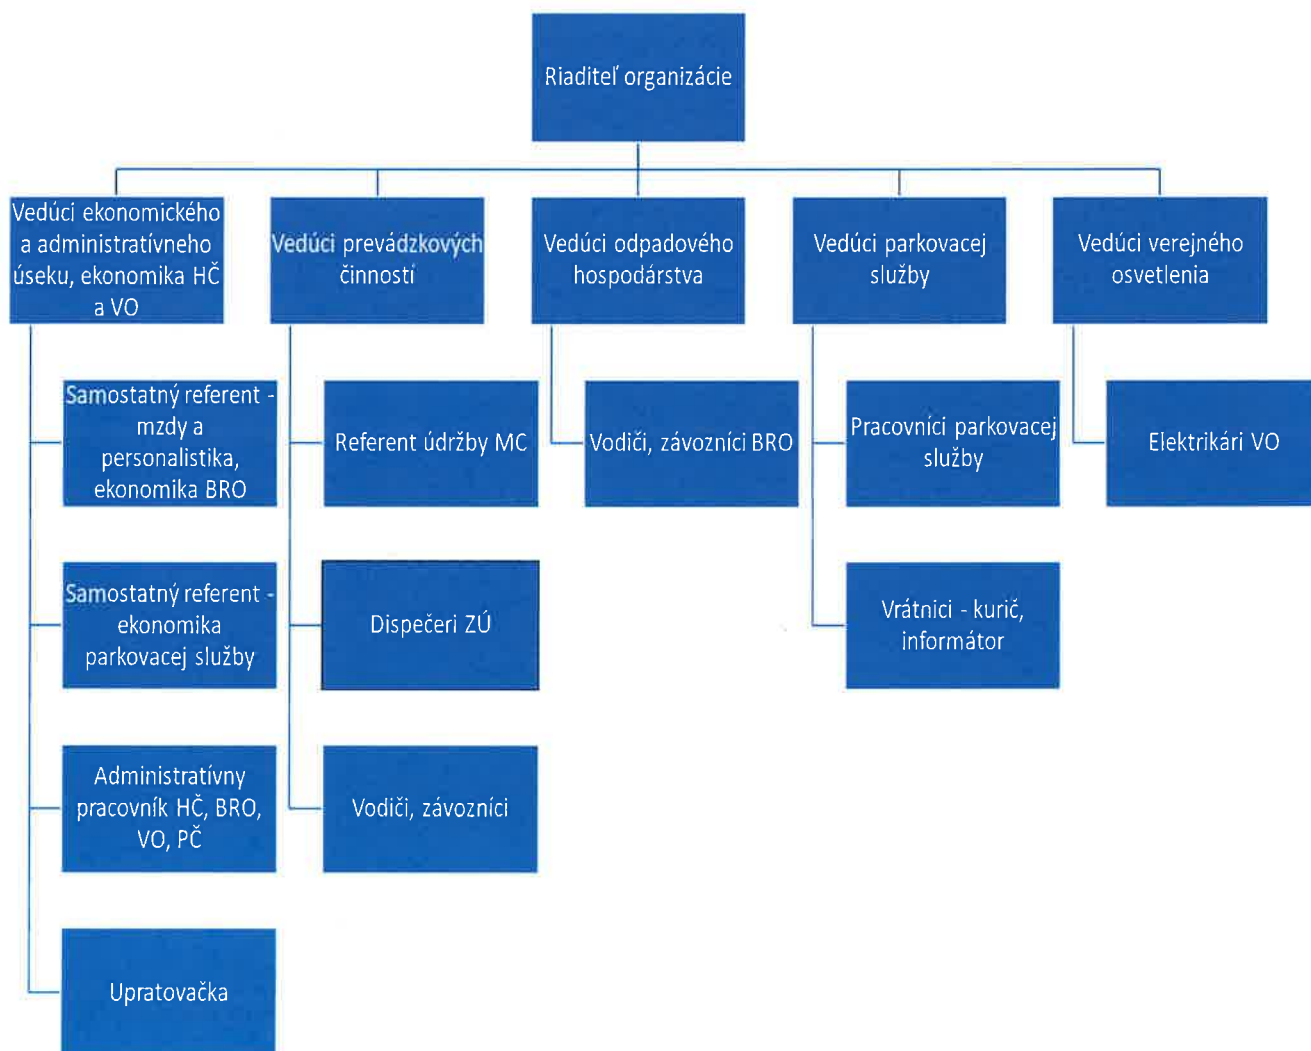 Riaditeľ organizácie
Vedúci ekonomického
a administratívneho
úseku, ekonomika HČ
a VO
Vedúci prevádzkových
činností
Vedúci odpadového
hospodárstva
Vedúci parkovacej
služby
Vedúci verejného
osvetlenia
Samostatný referent -
mzdy a
personalistika,
ekonomika BRO
Referent údržby MC
Vodiči, závozníci BRO
Pracovníci parkovacej
služby
Elektrikári VO
Samostatný referent -
ekonomika
parkovacej služby
Dispečeri ZÚ
Vrátnici - kurič,
informátor
Administratívny
pracovník HČ, BRO,
VO, PČ
Vodiči, závozníci
Upratovačka